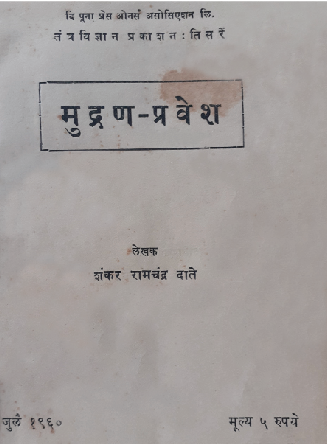 दि पूना प्रेस ओनर्स असोसिएशन लि.
तंत्रविज्ञान प्रकाशन : तिसरें
मुद्रण-प्रवेश
लेखक
शंकर रामचंद्र दाते
जुलै १९६०
मूल्य ५ रुपये